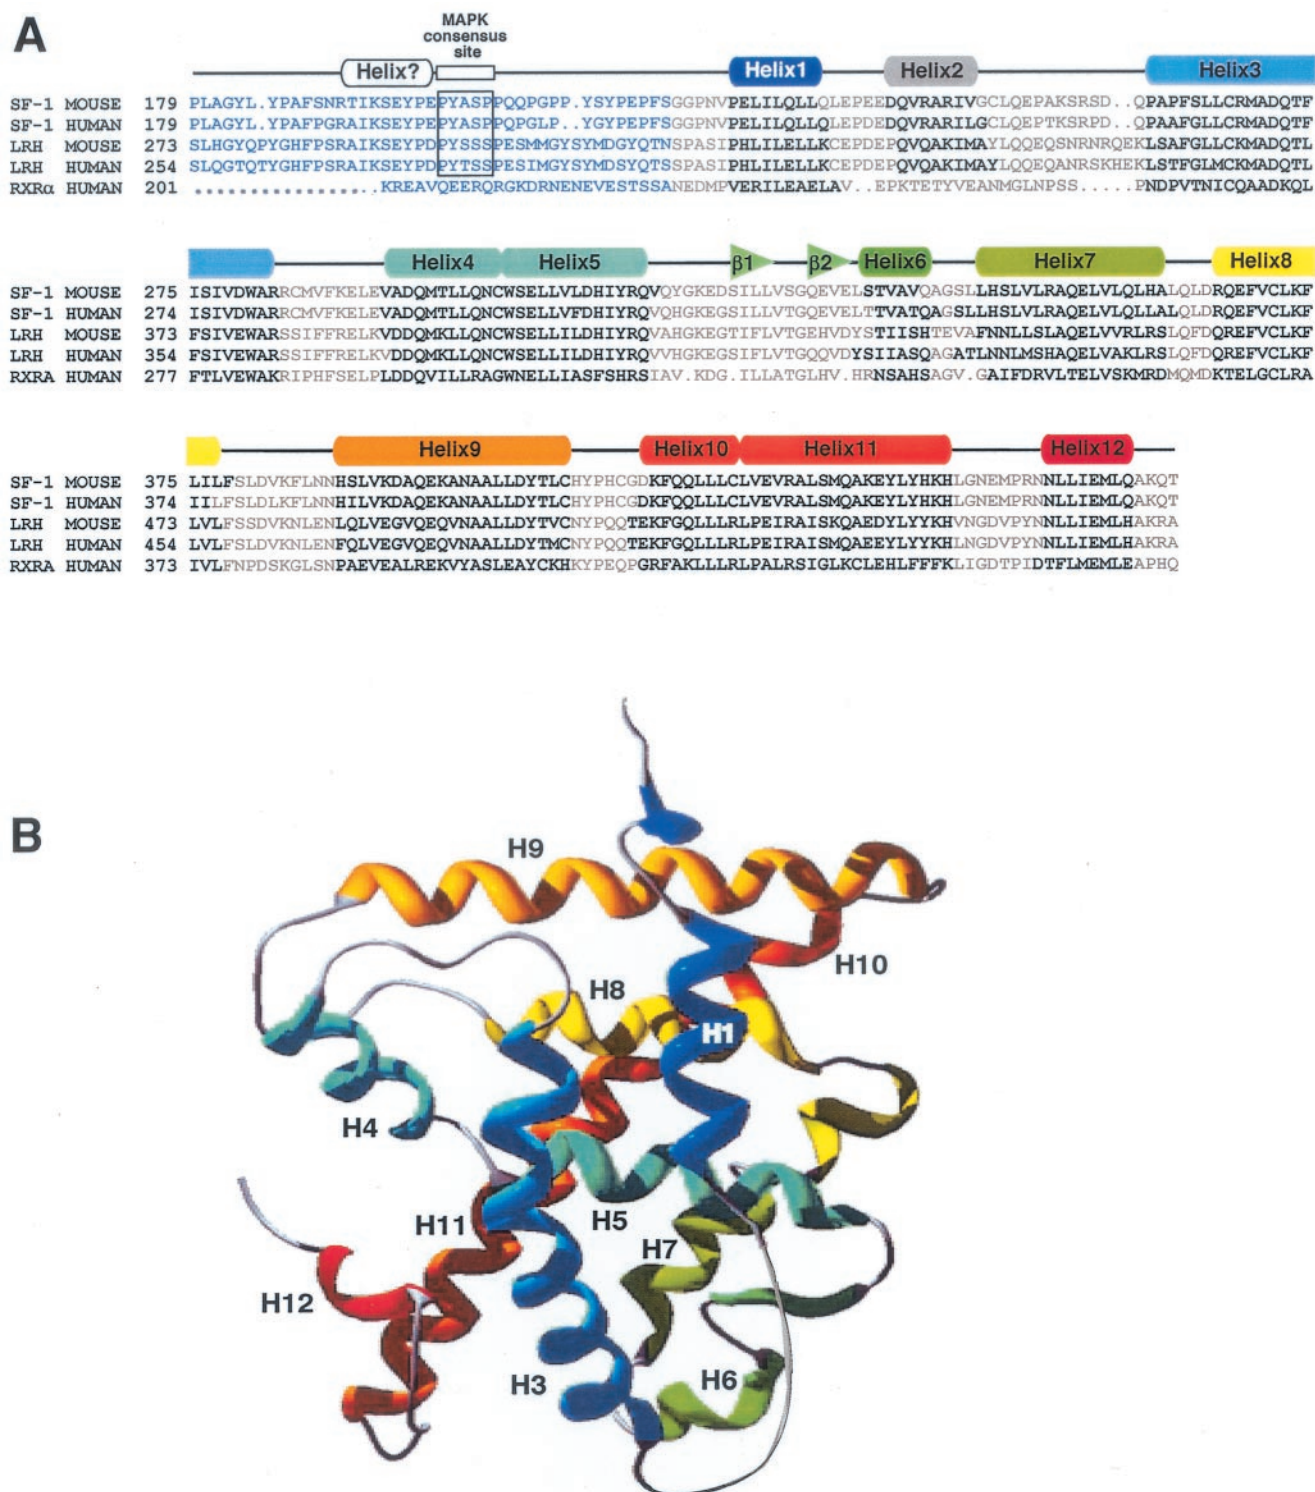 A
MAPK
consensus
site
Helix? Helix1 Helix2 Helix3
SF-1 MOUSE 179 PLAGYL.YPAFSNRTIKSEYPEPYASPPQQPGPP.YSYPEPFSGGPNVPELILQLLQLEPEEDQVRARIVGCLQEPAKSRSD..QPAPFSLLCRMADQTF
SF-1 HUMAN 179 PLAGYL.YPAFPGRAIKSEYPEPYASPPQPGLP..YGYPEPFSGGPNVPELILQLLQLEPDEDQVRARILGCLQEPTKSRPD..QPAAFGLLCRMADQTF
LRH MOUSE 273 SLHGYQPYGHFPSRAIKSEYPDPYSSSPESMMGYSYMDGYQTNSPASIPHLILELLKCEPDEPQVQAKIMAYLQQEQSNRNRQEKLSAFGLLCKMADQTL
LRH HUMAN 254 SLQGTQTYGHFPSRAIKSEYPDPYTSSPESIMGYSYMDSYQTSSPASIPHLILELLKCEPDEPQVQAKIMAYLQQEQANRSKHEKLSTFGLMCKMADQTL
RXRα HUMAN 201 ..................KREAVQEERQRGKDRNENEVESTSSANEDMPVERILEAELAV..EPKTETYVEANMGLNPSS.....PNDPVTNICQAADKQL
Helix4 Helix5 β1 β2 Helix6 Helix7 Helix8
SF-1 MOUSE 275 ISIVDWARRCMVFKELEVADQMTLLQNCWSELLVLDHIYRQVQYGKEDSILLVSGQEVELSTVAVQAGSLLHSLVLRAQELVLQLHALQLDRQEFVCLKF
SF-1 HUMAN 274 ISIVDWARRCMVFKELEVADQMTLLQNCWSELLVFDHIYRQVQHGKEGSILLVTGQEVELTTVATQAGSLLHSLVLRAQELVLQLLALQLDRQEFVCLKF
LRH MOUSE 373 FSIVEWARSSIFFRELKVDDQMKLLQNCWSELLILDHIYRQVAHGKEGTIFLVTGEHVDYSTIISHTEVAFNNLLSLAQELVVRLRSLQFDQREFVCLKF
LRH HUMAN 354 FSIVEWARSSIFFRELKVDDQMKLLQNCWSELLILDHIYRQVVHGKEGSIFLVTGQQVDYSIIASQAGATLNNLMSHAQELVAKLRSLQFDQREFVCLKF
RXRA HUMAN 277 FTLVEWAKRIPHFSELPLDDQVILLRAGWNELLIASFSHRSIAV.KDG.ILLATGLHV.HRNSAHSAGV.GAIFDRVLTELVSKMRDMQMDKTELGCLRA
Helix9 Helix10 Helix11 Helix12
SF-1 MOUSE 375 LILFSLDVKFLNNHSLVKDAQEKANAALLDYTLCHYPHCGDKFQQLLLCLVEVRALSMQAKEYLYHKHLGNEMPRNNLLIEMLQAKQT
SF-1 HUMAN 374 IILFSLDLKFLNNHILVKDAQEKANAALLDYTLCHYPHCGDKFQQLLLCLVEVRALSMQAKEYLYHKHLGNEMPRNNLLIEMLQAKQT
LRH MOUSE 473 LVLFSSDVKNLENLQLVEGVQEQVNAALLDYTVCNYPQQTEKFGQLLLRLPEIRAISKQAEDYLYYKHVNGDVPYNNLLIEMLHAKRA
LRH HUMAN 454 LVLFSLDVKNLENFQLVEGVQEQVNAALLDYTMCNYPQQTEKFGQLLLRLPEIRAISMQAEEYLYYKHLNGDVPYNNLLIEMLHAKRA
RXRA HUMAN 373 IVLFNPDSKGLSNPAEVEALREKVYASLEAYCKHKYPEQPGRFAKLLLRLPALRSIGLKCLEHLFFFKLIGDTPIDTFLMEMLEAPHQ
B
H9
H10
H8
H1
H4
H11
H5
H7
H12
H3
H6